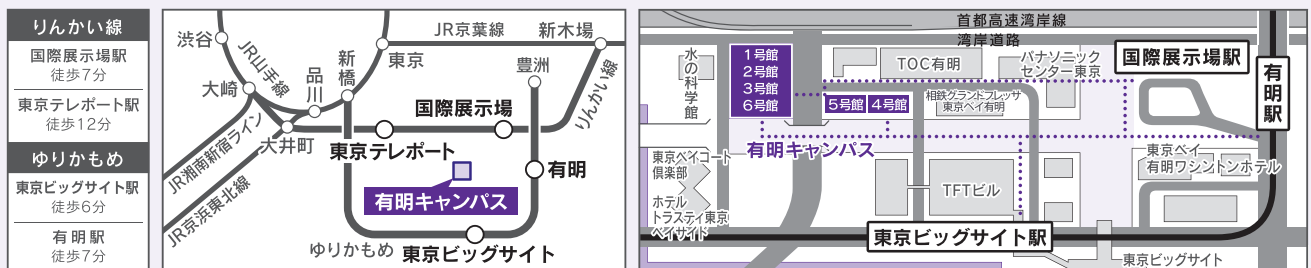 りんかい線
国際展示場駅
徒歩7分
東京テレポート駅
徒歩12分
ゆりかもめ
東京ビッグサイト駅
徒歩6分
有明駅
徒歩7分
渋谷
JR山手線
大崎
品川
新橋
東京
JR京葉線
新木場
豊洲
りんかい線
国際展示場
大井町
東京テレポート
JR湘南新宿ライン
JR京浜東北線
有明
有明キャンパス
ゆりかもめ
東京ビッグサイト
首都高速湾岸線
湾岸道路
水の科学館
1号館
2号館
3号館
6号館
5号館
4号館
TOC有明
パナソニック
センター東京
国際展示場駅
有明駅
相鉄グランドフレッサ
東京ベイ有明
有明キャンパス
東京ベイコート
倶楽部
ホテル
トラスティ東京
ベイサイド
TFTビル
東京ベイ
有明ワシントンホテル
東京ビッグサイト駅
東京ビッグサイト